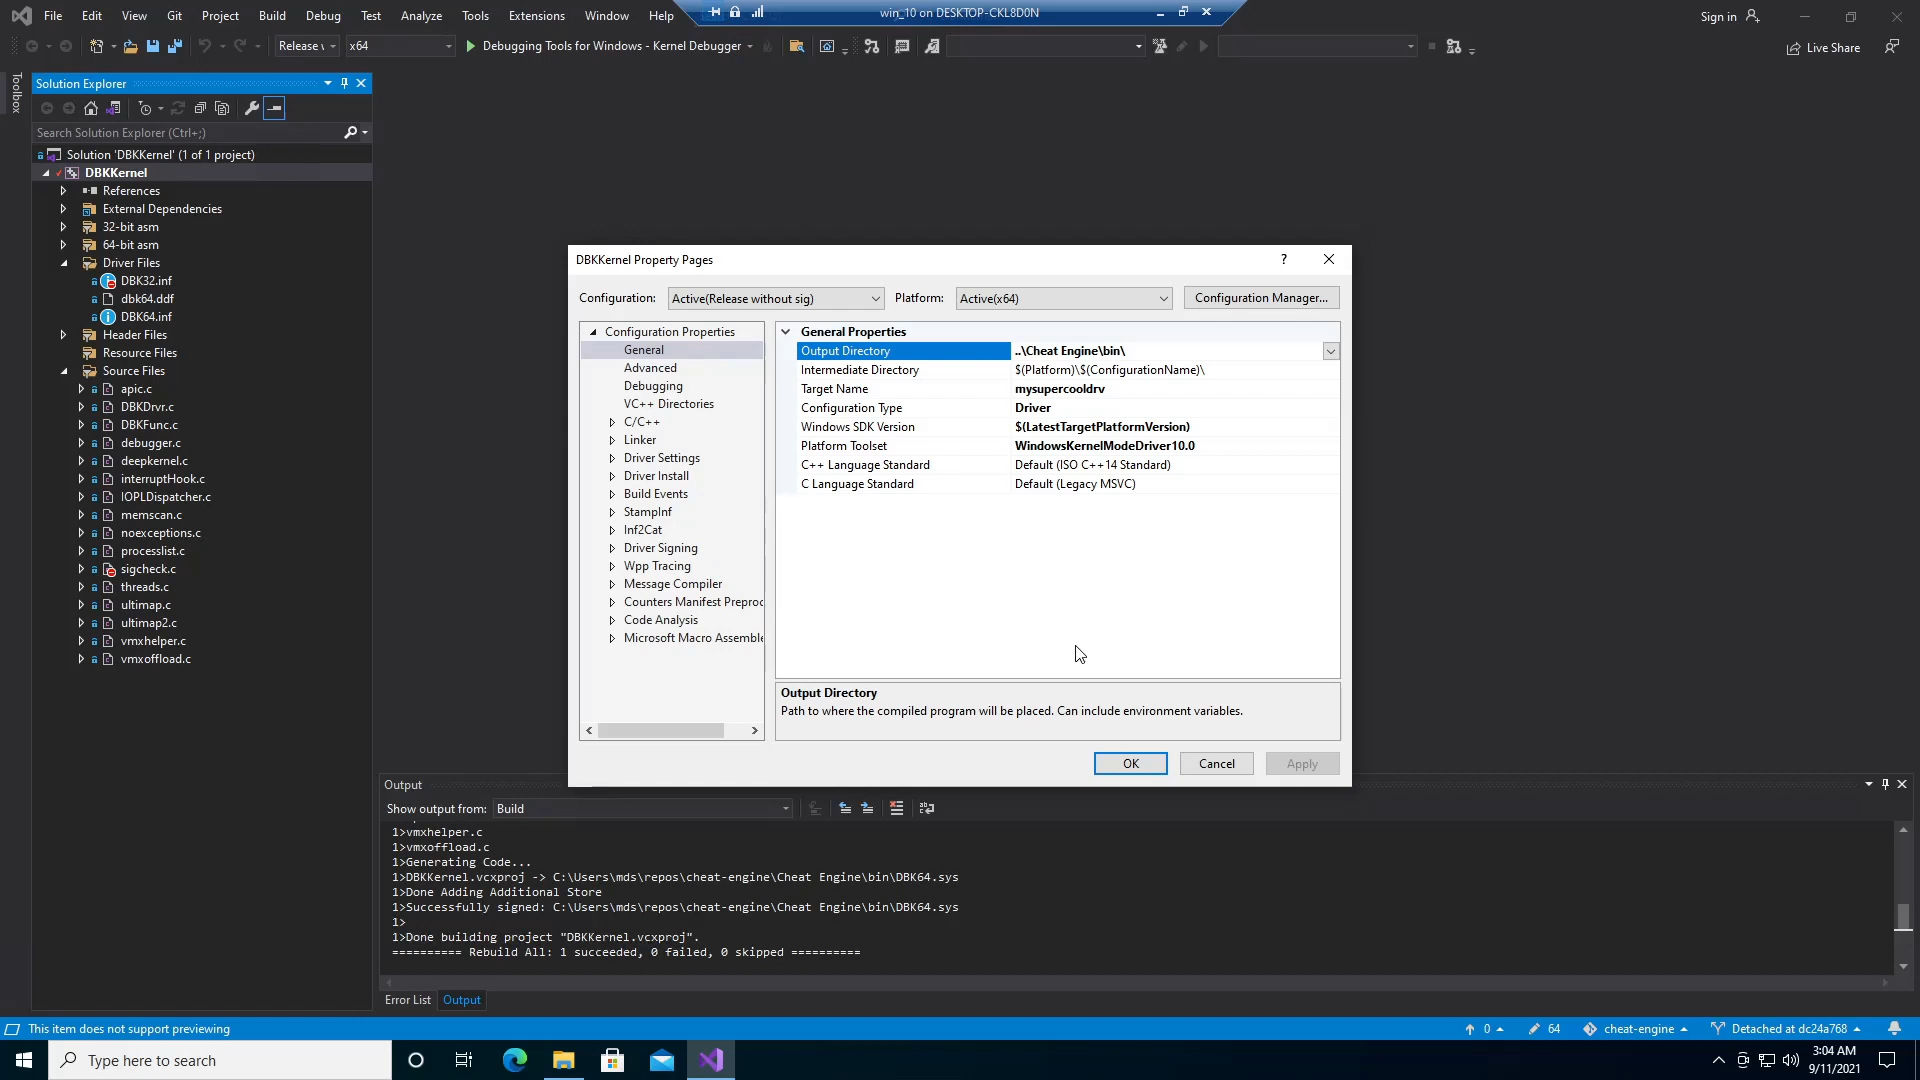 File Edit View Git Project Build Debug Test Analyze Tools Extensions Window Help
win_10 on DESKTOP-CKL8D0N
Sign in
x64
Debugging Tools for Windows - Kernel Debugger
Live Share
Toolbox
Solution Explorer
Search Solution Explorer (Ctrl+;)
Solution 'DBKKernel' (1 of 1 project)
DBKKernel
References
External Dependencies
32-bit asm
64-bit asm
Driver Files
DBK32.inf
dbk64.ddf
DBK64.inf
Header Files
Resource Files
Source Files
apic.c
DBKDrvr.c
DBKFunc.c
debugger.c
deepkernel.c
interruptHook.c
IOPLDispatcher.c
memscan.c
noexceptions.c
processlist.c
sigcheck.c
threads.c
ultimap.c
ultimap2.c
vmxhelper.c
vmxoffload.c
DBKKernel Property Pages
Configuration: Active(Release without sig) Platform: Active(x64) Configuration Manager...
Configuration Properties
General
Advanced
Debugging
VC++ Directories
C/C++
Linker
Driver Settings
Driver Install
Build Events
StampInf
Inf2Cat
Driver Signing
Wpp Tracing
Message Compiler
Counters Manifest Preproc
Code Analysis
Microsoft Macro Assemble
General Properties
Output Directory ..\Cheat Engine\bin\
Intermediate Directory $(Platform)\$(ConfigurationName)\
Target Name mysupercooldrv
Configuration Type Driver
Windows SDK Version $(LatestTargetPlatformVersion)
Platform Toolset WindowsKernelModeDriver10.0
C++ Language Standard Default (ISO C++14 Standard)
C Language Standard Default (Legacy MSVC)
Output Directory
Path to where the compiled program will be placed. Can include environment variables.
OK Cancel Apply
Output
Show output from: Build
1>vmxhelper.c
1>vmxoffload.c
1>Generating Code...
1>DBKKernel.vcxproj -> C:\Users\mds\repos\cheat-engine\Cheat Engine\bin\DBK64.sys
1>Done Adding Additional Store
1>Successfully signed: C:\Users\mds\repos\cheat-engine\Cheat Engine\bin\DBK64.sys
1>
1>Done building project "DBKKernel.vcxproj".
========== Rebuild All: 1 succeeded, 0 failed, 0 skipped ==========
Error List Output
This item does not support previewing
0 64 cheat-engine Detached at dc24a768
Type here to search
3:04 AM
9/11/2021